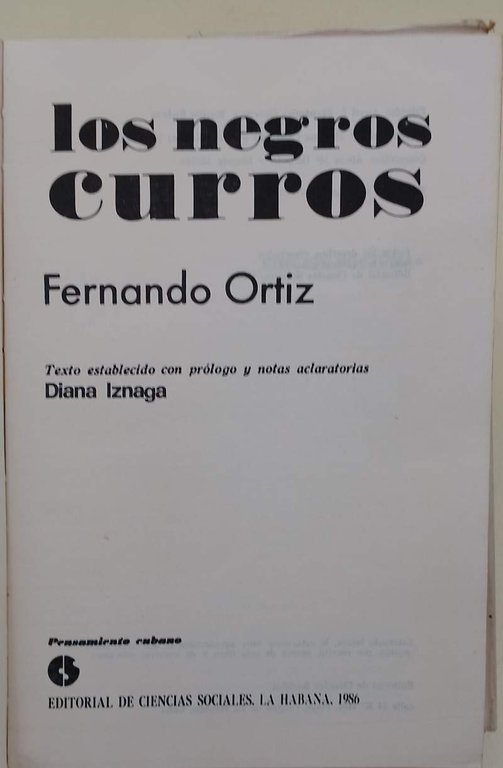 los negros
curros
Fernando Ortiz
Texto establecido con prólogo y notas aclaratorias
Diana Iznaga
Pensamiento cubano
EDITORIAL DE CIENCIAS SOCIALES, LA HABANA, 1986